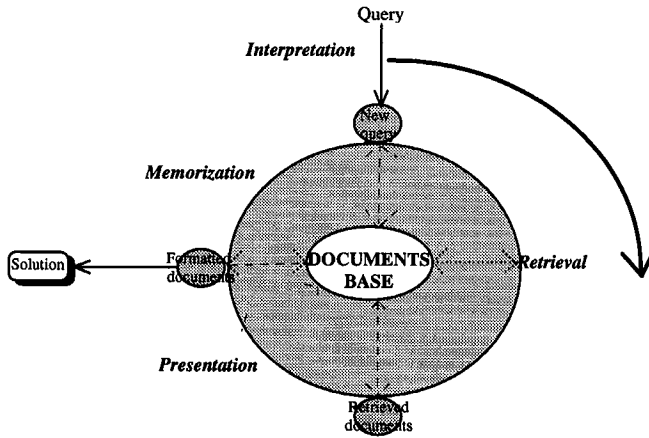 Query
Interpretation
New
query
Memorization
Solution
Formatted
documents
DOCUMENTS
BASE
Retrieval
Presentation
Retrieved
documents